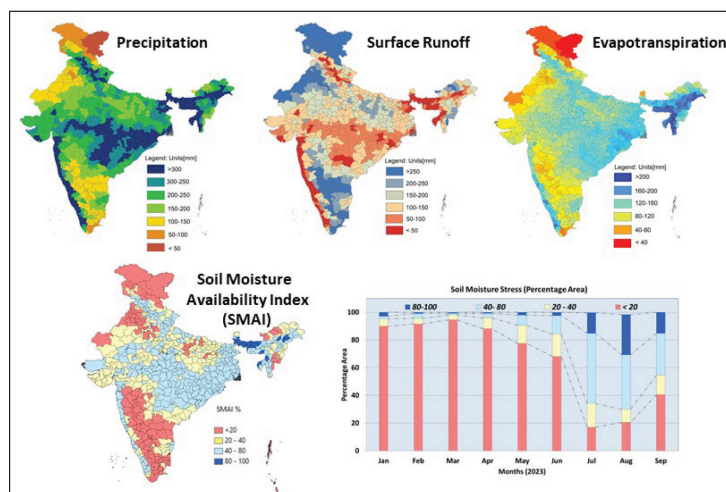 Precipitation
Legend: Units[mm]
>300
300-250
200-250
150-200
100-150
50-100
< 50
Surface Runoff
Legend: Units[mm]
>250
200-250
150-200
100-150
50-100
< 50
Evapotranspiration
Legend: Units[mm]
>200
160-200
120-160
80-120
40-80
< 40
Soil Moisture
Availability Index
(SMAI)
SMAI %
<20
20 - 40
40 - 80
80 - 100
Soil Moisture Stress (Percentage Area)
80-100
40- 80
20 - 40
< 20
Percentage Area
100
80
60
40
20
0
Jan Feb Mar Apr May Jun Jul Aug Sep
Months (2023)